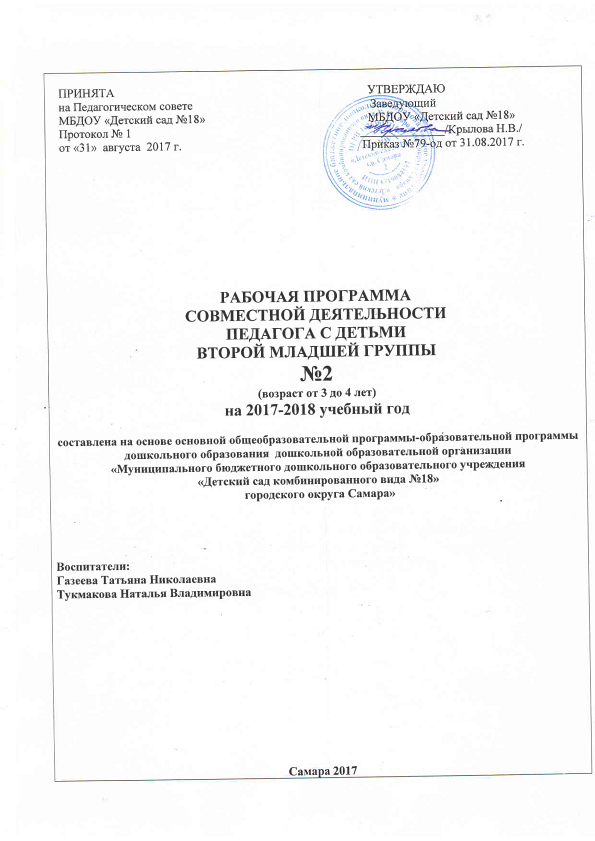 ПРИНЯТА
на Педагогическом совете
МБДОУ «Детский сад №18»
Протокол № 1
от «31» августа 2017 г.
УТВЕРЖДАЮ
Заведующий
МБДОУ «Детский сад №18»
/Крылова Н.В./
Приказ №79-од от 31.08.2017 г.
РАБОЧАЯ ПРОГРАММА
СОВМЕСТНОЙ ДЕЯТЕЛЬНОСТИ
ПЕДАГОГА С ДЕТЬМИ
ВТОРОЙ МЛАДШЕЙ ГРУППЫ
№2
(возраст от 3 до 4 лет)
на 2017-2018 учебный год
составлена на основе основной общеобразовательной программы-образовательной программы
дошкольного образования дошкольной образовательной организации
«Муниципального бюджетного дошкольного образовательного учреждения
«Детский сад комбинированного вида №18»
городского округа Самара»
Воспитатели:
Газеева Татьяна Николаевна
Тукмакова Наталья Владимировна
Самара 2017